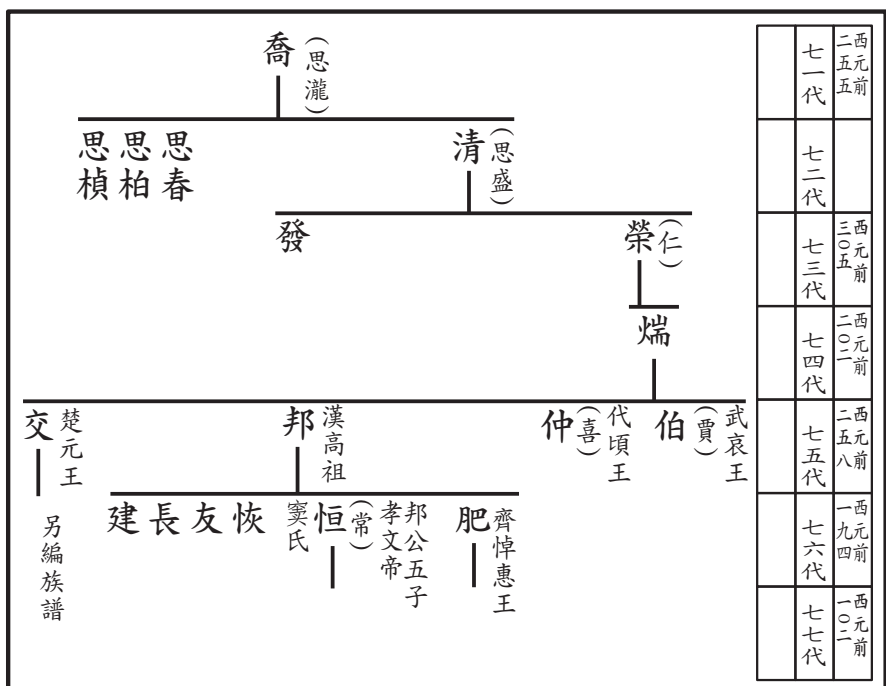 西元前二五五
七一代
七二代
西元前三〇五
七三代
西元前二〇二
七四代
西元前二五八
七五代
西元前一九四
七六代
西元前一〇二
七七代
喬(思瀧)
清(思盛)
思春
思柏
思楨
榮(仁)
發
煓
武哀王
伯(賈)
代頃王
仲(喜)
漢高祖
邦
楚元王
交
另編族譜
齊悼惠王
肥
邦公五子
孝文帝
恒(常)
竇氏
恢
友
長
建